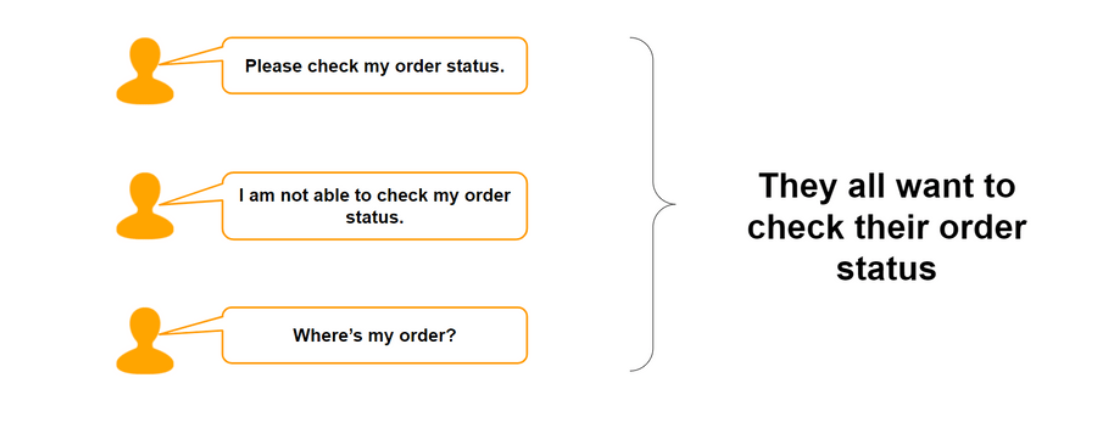 Please check my order status.
I am not able to check my order
status.
Where’s my order?
They all want to
check their order
status